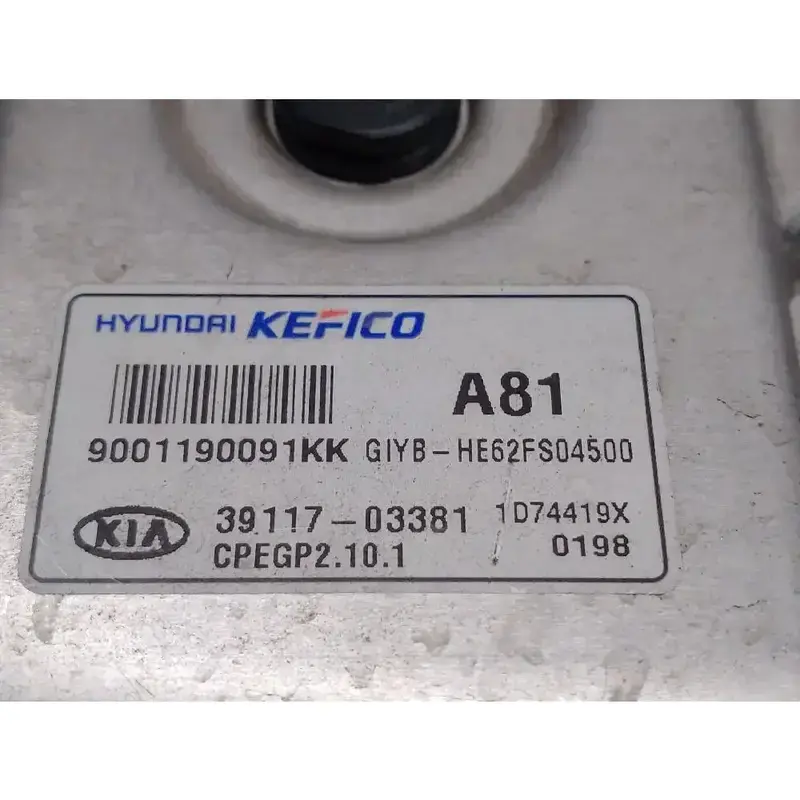 HYUNDAI KEFICO
A81
9001190091KK GIYB-HE62FS04500
KIA 39117-03381 1D74419X
CPEGP2.10.1 0198